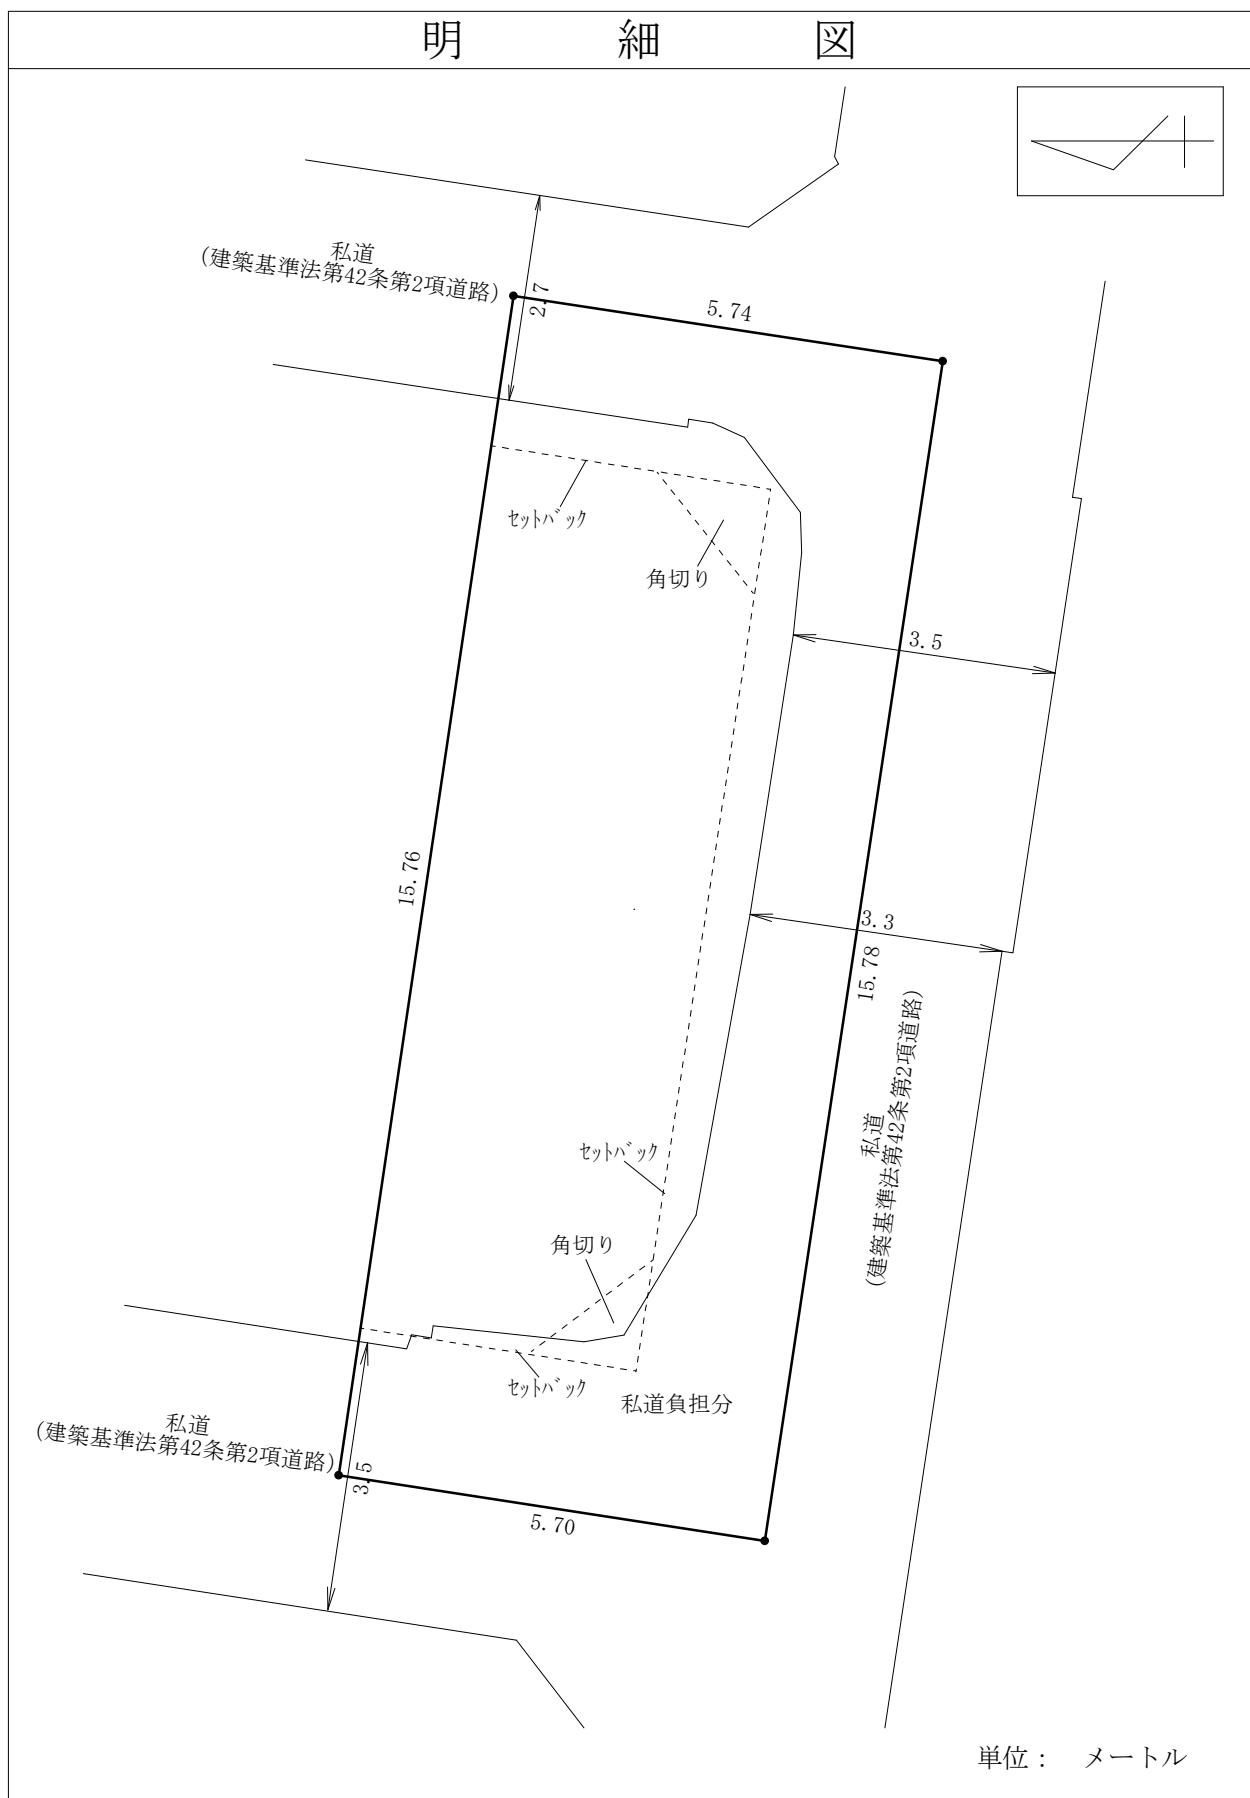 明細図
私道
(建築基準法第42条第2項道路)
2.7
5.74
セットバック
角切り
3.5
15.76
3.3
15.78
私道
(建築基準法第42条第2項道路)
セットバック
角切り
セットバック
私道負担分
私道
(建築基準法第42条第2項道路)
3.5
5.70
単位： メートル